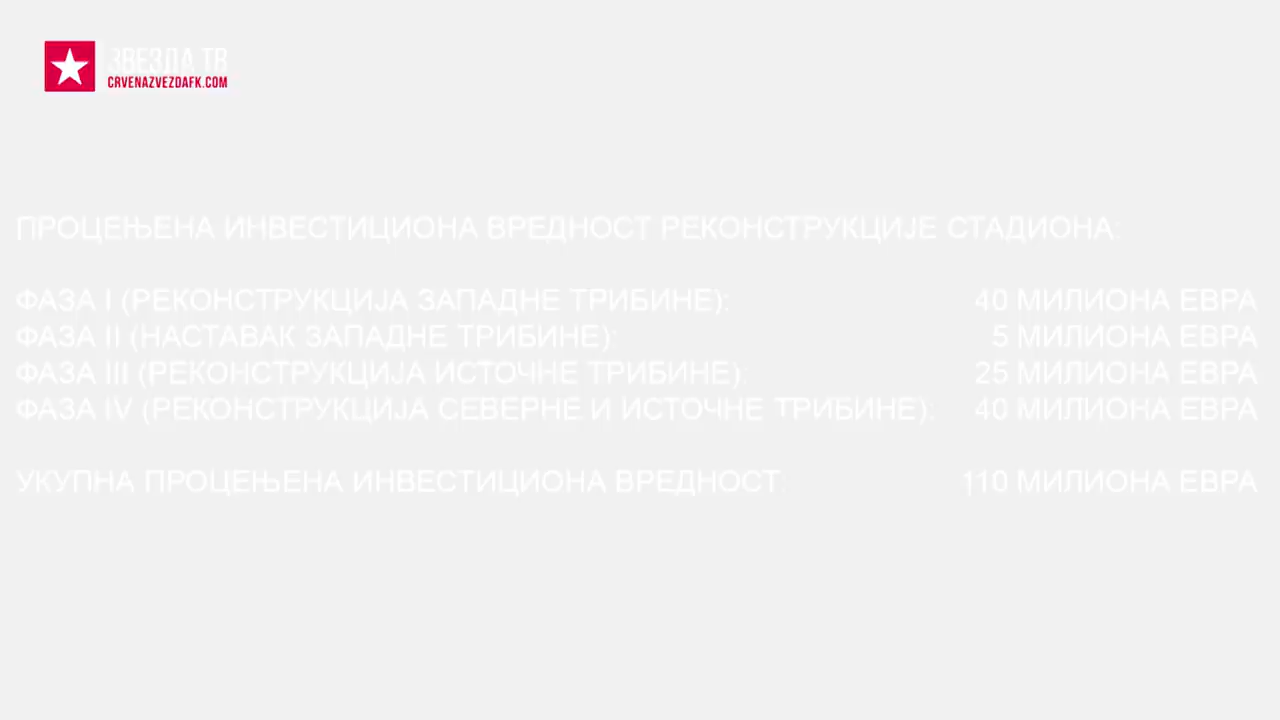 ЗВЕЗДА ТВ
CRVENAZVEZDAFK.COM
ПРОЦЕЊЕНА ИНВЕСТИЦИОНА ВРЕДНОСТ РЕКОНСТРУКЦИЈЕ СТАДИОНА:
ФАЗА I (РЕКОНСТРУКЦИЈА ЗАПАДНЕ ТРИБИНЕ): 40 МИЛИОНА ЕВРА
ФАЗА II (НАСТАВАК ЗАПАДНЕ ТРИБИНЕ): 5 МИЛИОНА ЕВРА
ФАЗА III (РЕКОНСТРУКЦИЈА ИСТОЧНЕ ТРИБИНЕ): 25 МИЛИОНА ЕВРА
ФАЗА IV (РЕКОНСТРУКЦИЈА СЕВЕРНЕ И ИСТОЧНЕ ТРИБИНЕ): 40 МИЛИОНА ЕВРА
УКУПНА ПРОЦЕЊЕНА ИНВЕСТИЦИОНА ВРЕДНОСТ: 110 МИЛИОНА ЕВРА